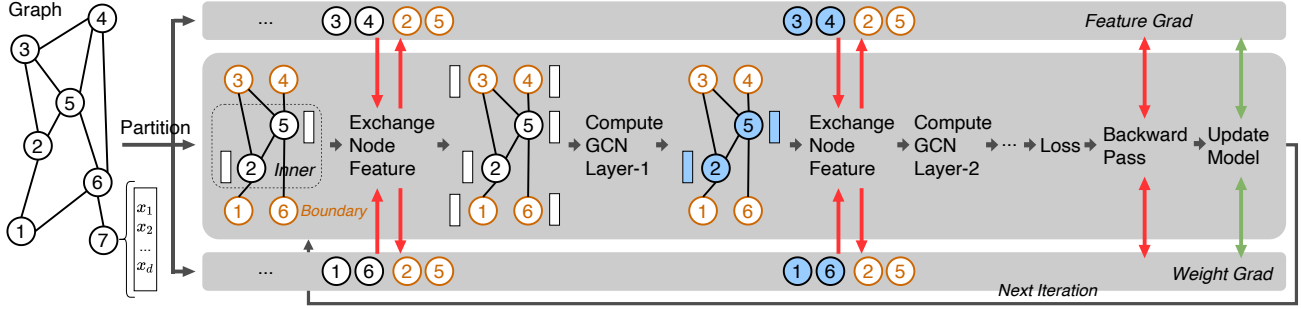 Graph
4
3
5
2
6
1
7
x1
x2
...
xd
Partition
... 3 4 2 5 3 4 2 5 Feature Grad
3 4
5
2 Inner
1 6 Boundary
Exchange
Node
Feature
3 4
5
2
1 6
Compute
GCN
Layer-1
3 4
5
2
1 6
Exchange
Node
Feature
Compute
GCN
Layer-2
...
Loss
Backward
Pass
Update
Model
... 1 6 2 5 1 6 2 5 Weight Grad
Next Iteration